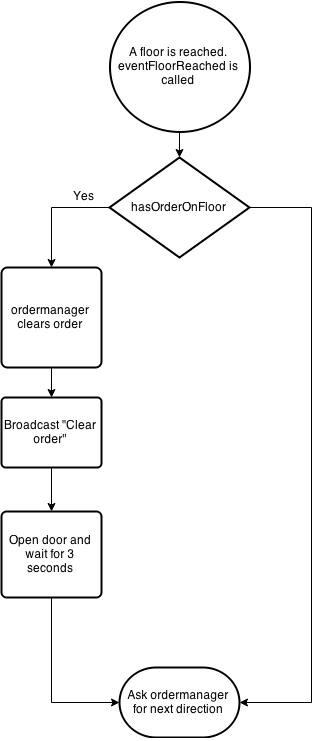 A floor is reached.
eventFloorReached is
called
hasOrderOnFloor
Yes
ordermanager
clears order
Broadcast "Clear
order"
Open door and
wait for 3
seconds
Ask ordermanager
for next direction